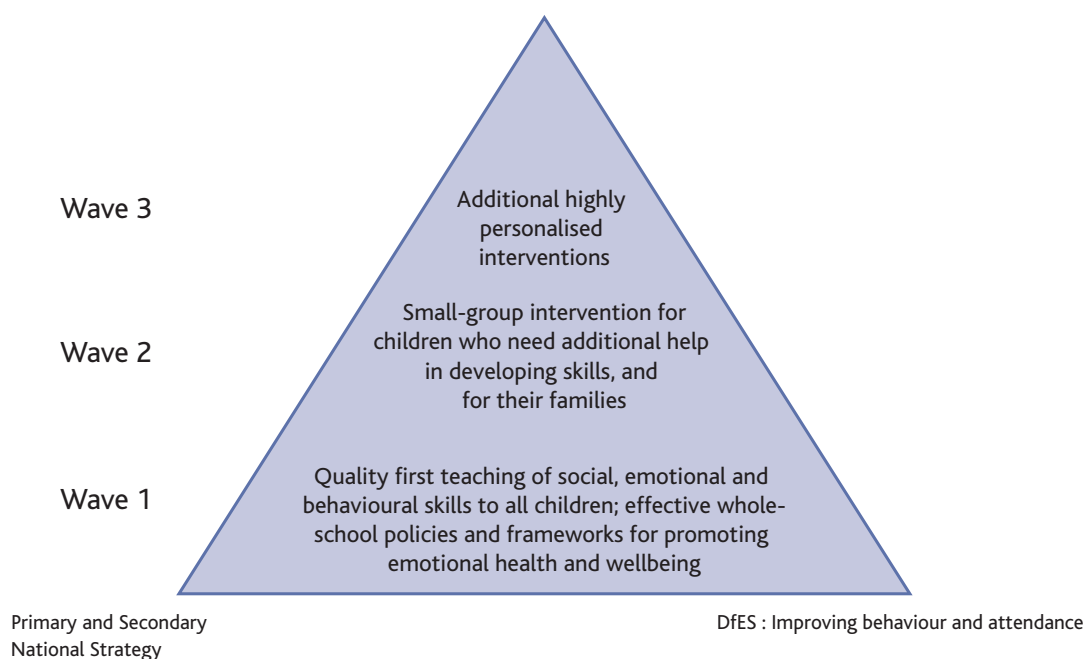 Wave 3
Additional highly
personalised
interventions
Wave 2
Small-group intervention for
children who need additional help
in developing skills, and
for their families
Wave 1
Quality first teaching of social, emotional and
behavioural skills to all children; effective whole-
school policies and frameworks for promoting
emotional health and wellbeing
Primary and Secondary
National Strategy
DfES : Improving behaviour and attendance